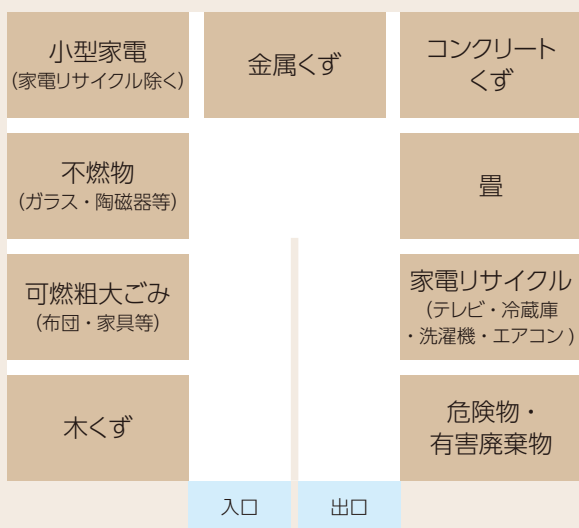 小型家電
(家電リサイクル除く)
金属くず
コンクリート
くず
不燃物
(ガラス・陶磁器等)
畳
可燃粗大ごみ
(布団・家具等)
家電リサイクル
(テレビ・冷蔵庫
・洗濯機・エアコン)
木くず
危険物・
有害廃棄物
入口
出口